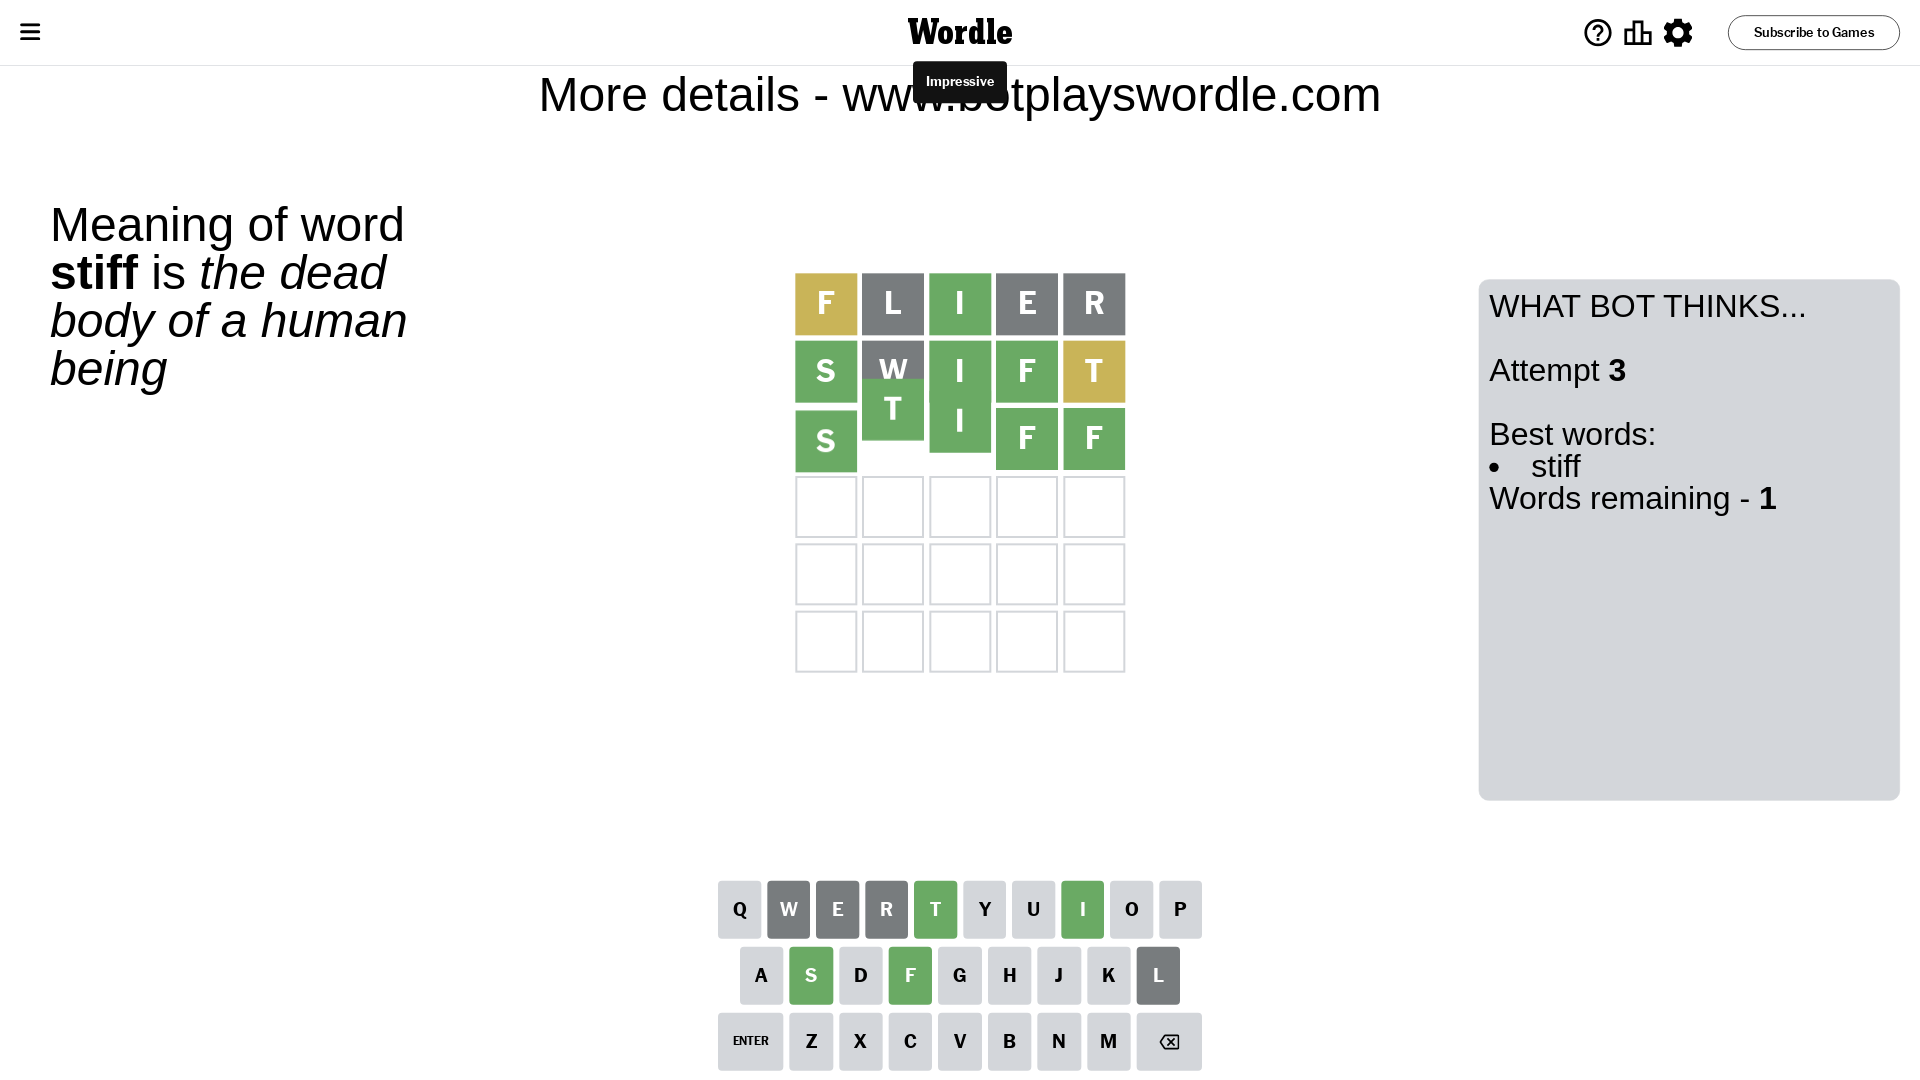 Wordle
Subscribe to Games
Impressive
More details - www.botplayswordle.com
Meaning of word
stiff is the dead
body of a human
being
F L I E R
S W I F T
S T I F F
WHAT BOT THINKS...
Attempt 3
Best words:
• stiff
Words remaining - 1
Q W E R T Y U I O P
A S D F G H J K L
ENTER Z X C V B N M